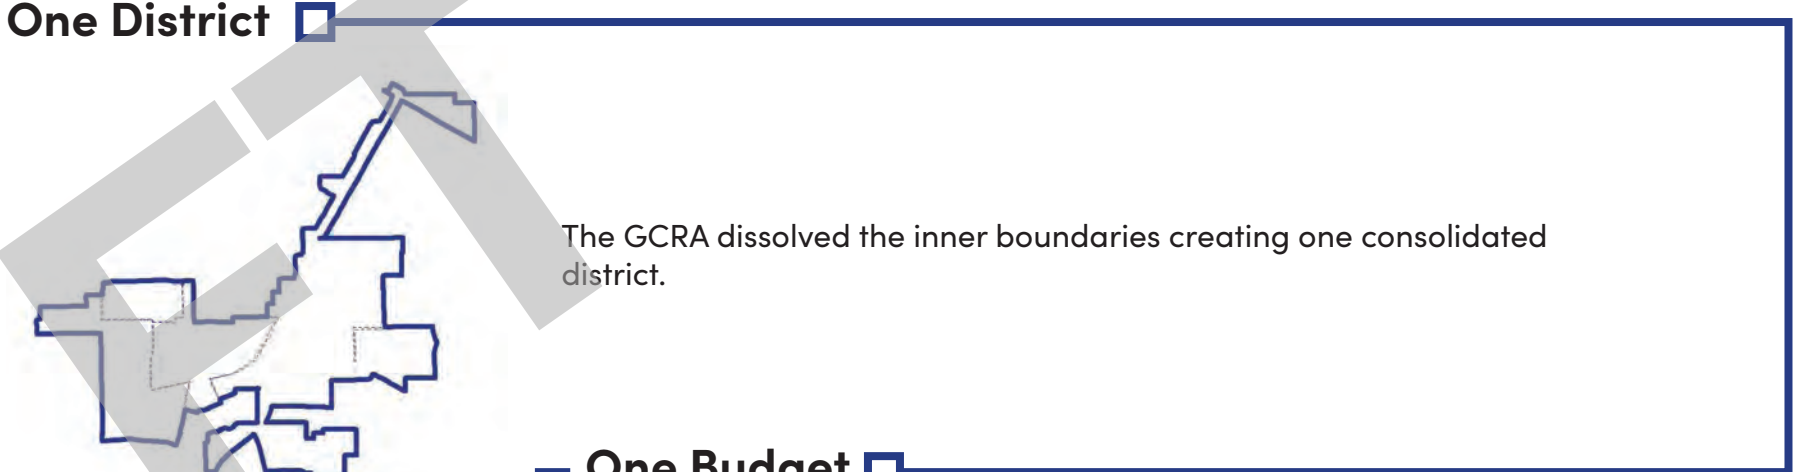 One District
The GCRA dissolved the inner boundaries creating one consolidated
district.
One Budget